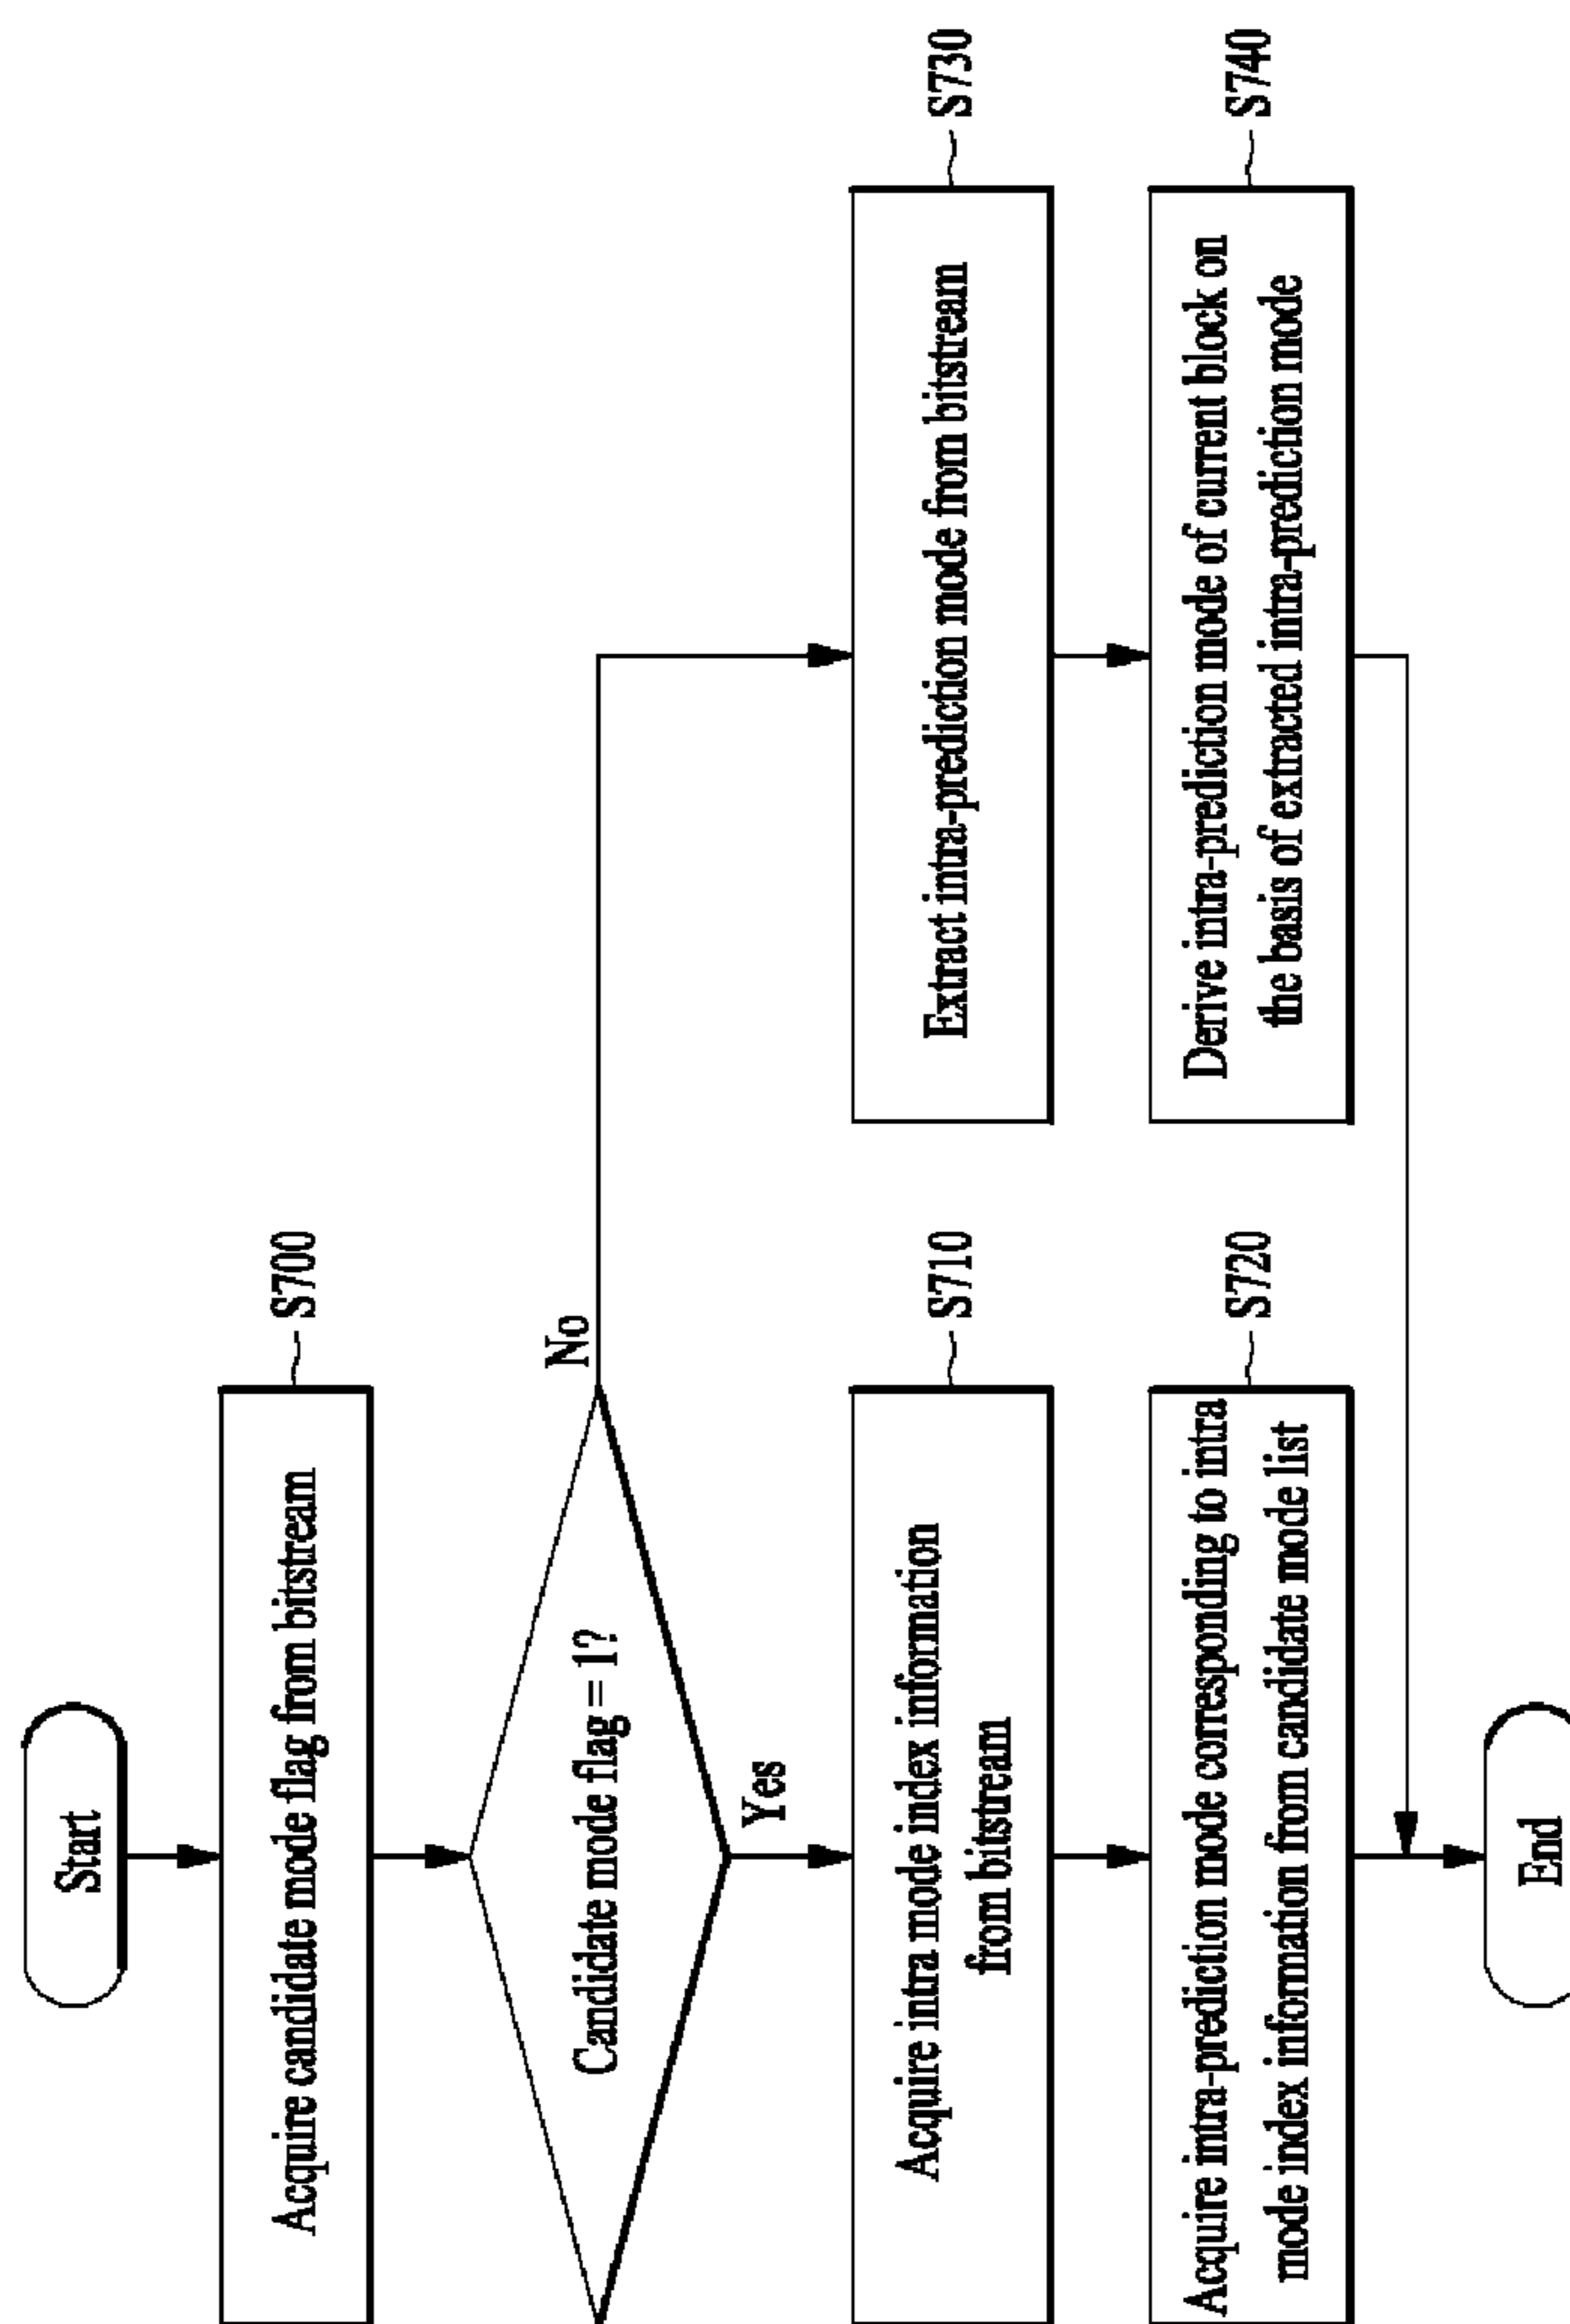 Start
Acquire candidate mode flag from bitstream
S700
Candidate mode flag = 1?
No
Yes
Acquire intra mode index information
from bitstream
S710
Extract intra-prediction mode from bitstream
S730
Acquire intra-prediction mode corresponding to intra
mode index information from candidate mode list
S720
Derive intra-prediction mode of current block on
the basis of extracted intra-prediction mode
S740
End